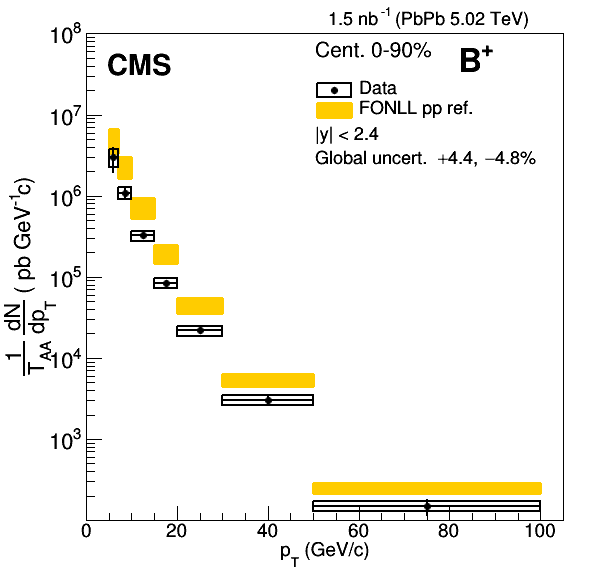 1.5 nb⁻¹ (PbPb 5.02 TeV)
CMS
Cent. 0-90%
B⁺
Data
FONLL pp ref.
|y| < 2.4
Global uncert. +4.4, −4.8%
10⁸
10⁷
10⁶
10⁵
10⁴
10³
1/T_AA dN/dp_T ( pb GeV⁻¹c)
0 20 40 60 80 100
p_T (GeV/c)